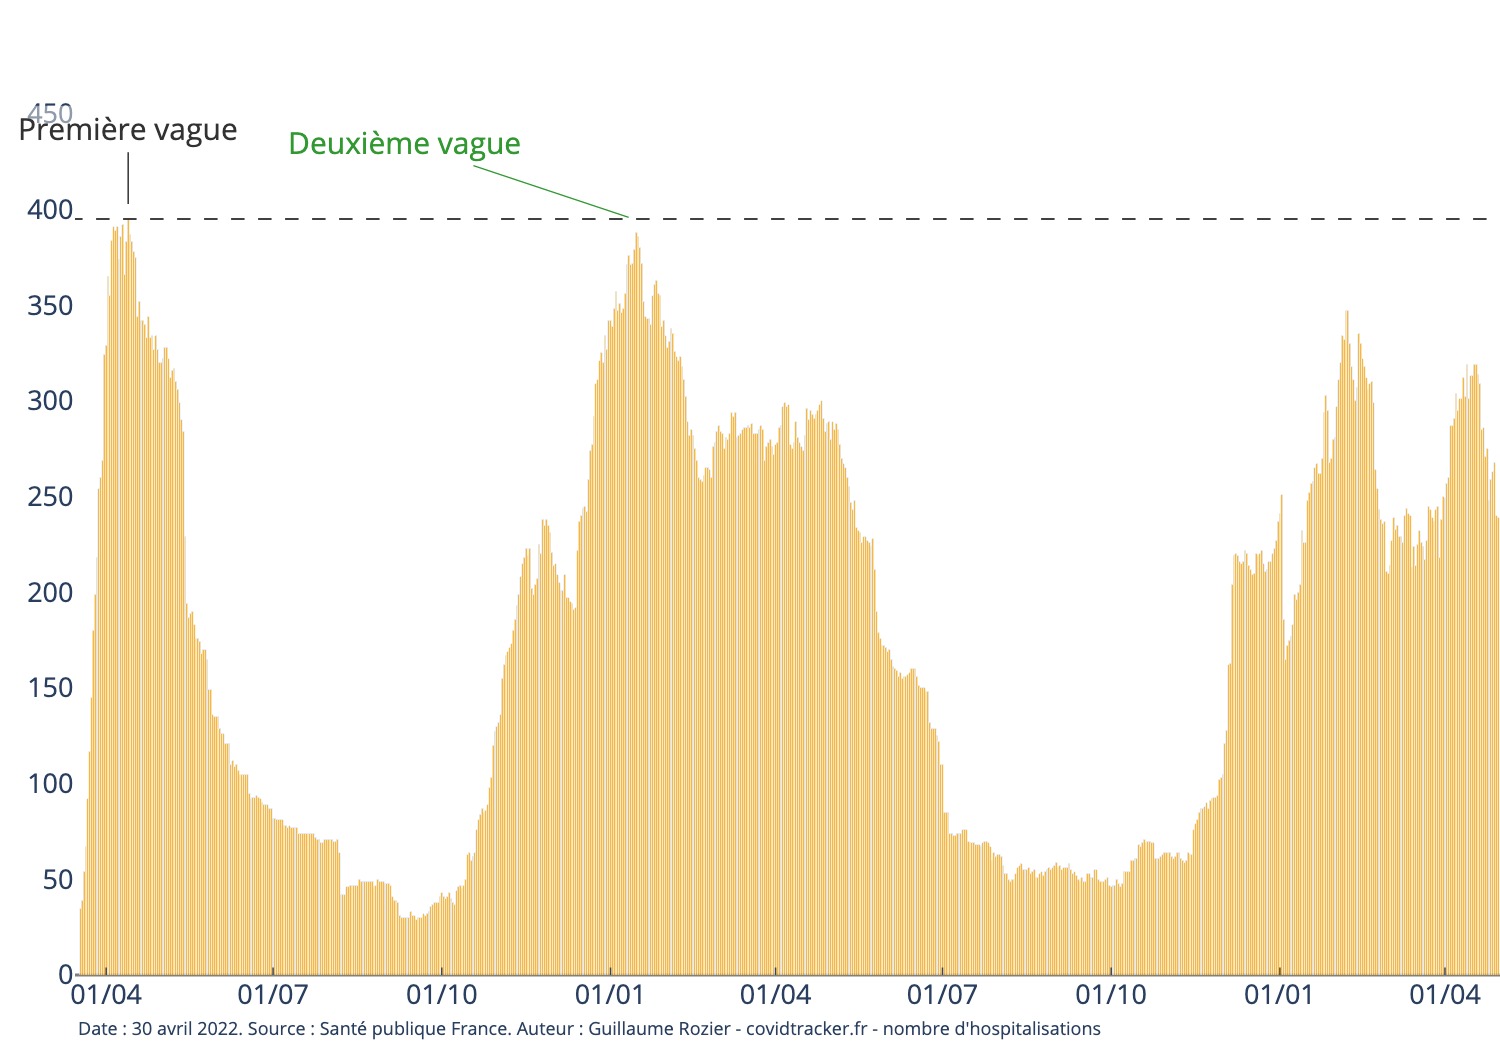 450
Première vague
Deuxième vague
400
350
300
250
200
150
100
50
0
01/04 01/07 01/10 01/01 01/04 01/07 01/10 01/01 01/04
Date : 30 avril 2022. Source : Santé publique France. Auteur : Guillaume Rozier - covidtracker.fr - nombre d'hospitalisations